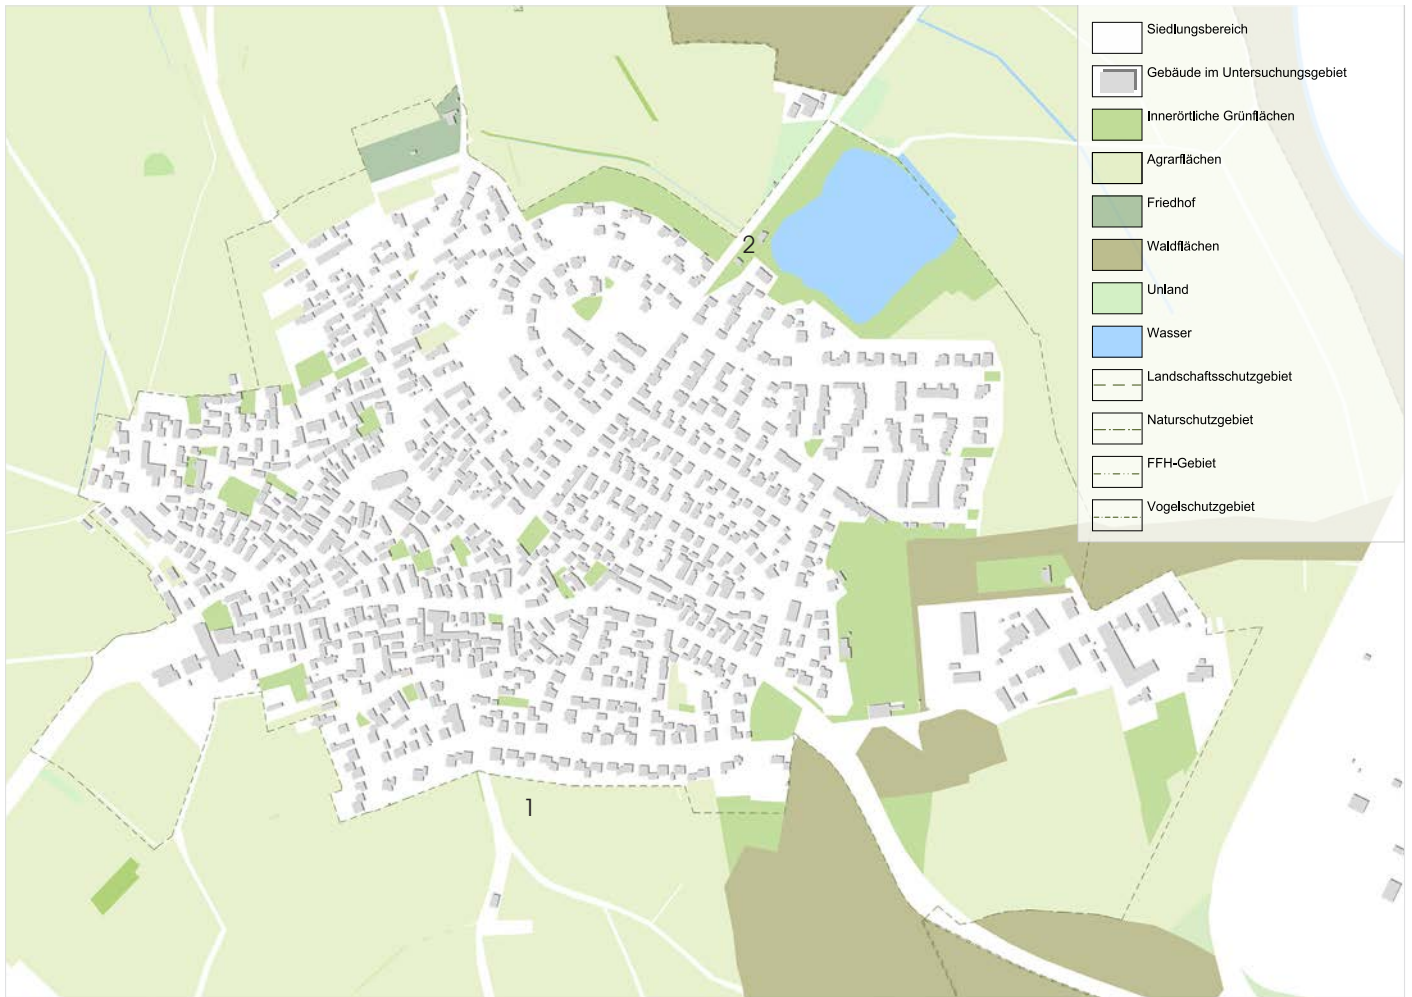 Siedlungsbereich
Gebäude im Untersuchungsgebiet
Innerörtliche Grünflächen
Agrarflächen
Friedhof
Waldflächen
Unland
Wasser
Landschaftsschutzgebiet
Naturschutzgebiet
FFH-Gebiet
Vogelschutzgebiet
2
1